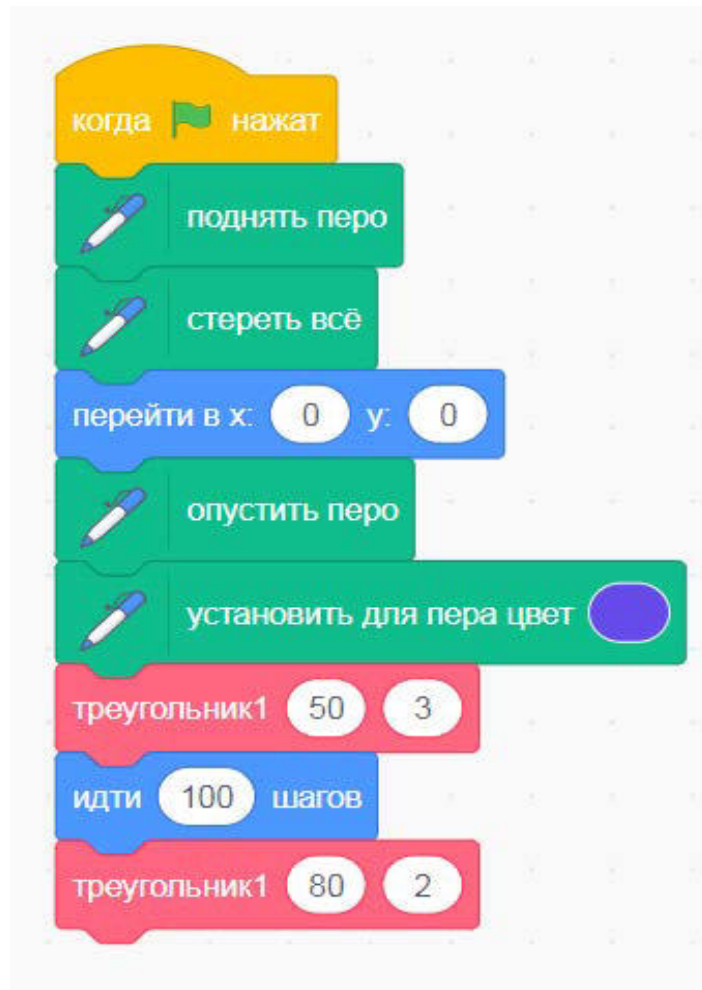 когда нажат
поднять перо
стереть всё
перейти в x: 0 y: 0
опустить перо
установить для пера цвет
треугольник1 50 3
идти 100 шагов
треугольник1 80 2